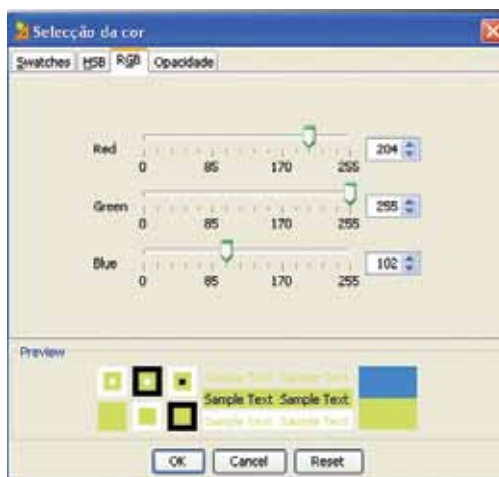 Selecção da cor
Swatches HSB RGB Opacidade
Red 204
0 85 170 255
Green 255
0 85 170 255
Blue 102
0 85 170 255
Preview
Sample Text Sample Text
Sample Text Sample Text
Sample Text Sample Text
OK Cancel Reset